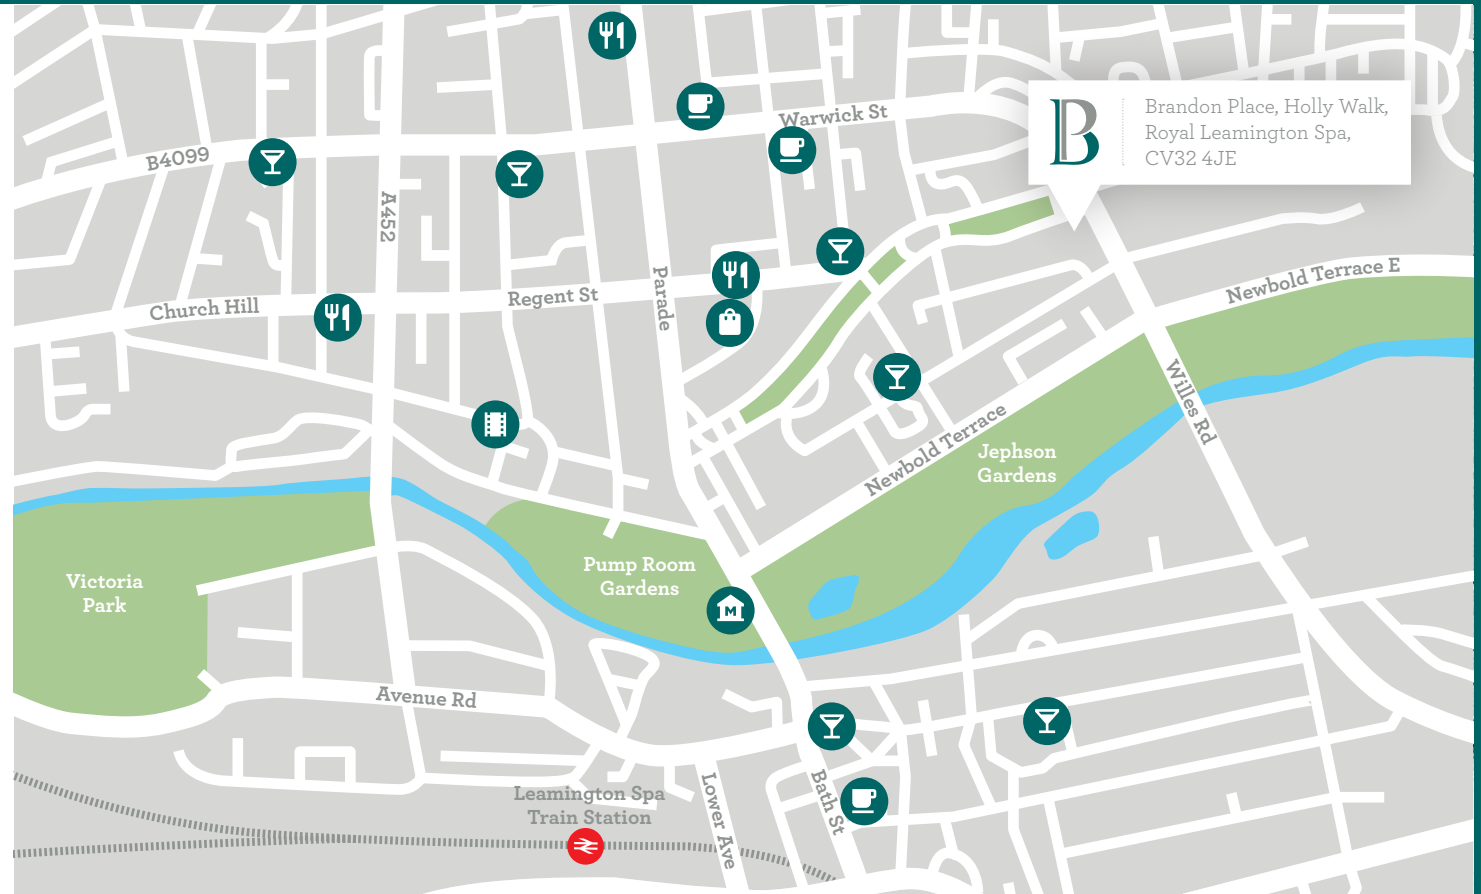 Warwick St
B4099
B
Brandon Place, Holly Walk,
Royal Leamington Spa,
CV32 4JE
A452
Church Hill
Regent St
Parade
Newbold Terrace E
Willes Rd
Newbold Terrace
Jephson
Gardens
Pump Room
Gardens
Victoria
Park
M
Avenue Rd
Leamington Spa
Train Station
Lower Ave
Bath St